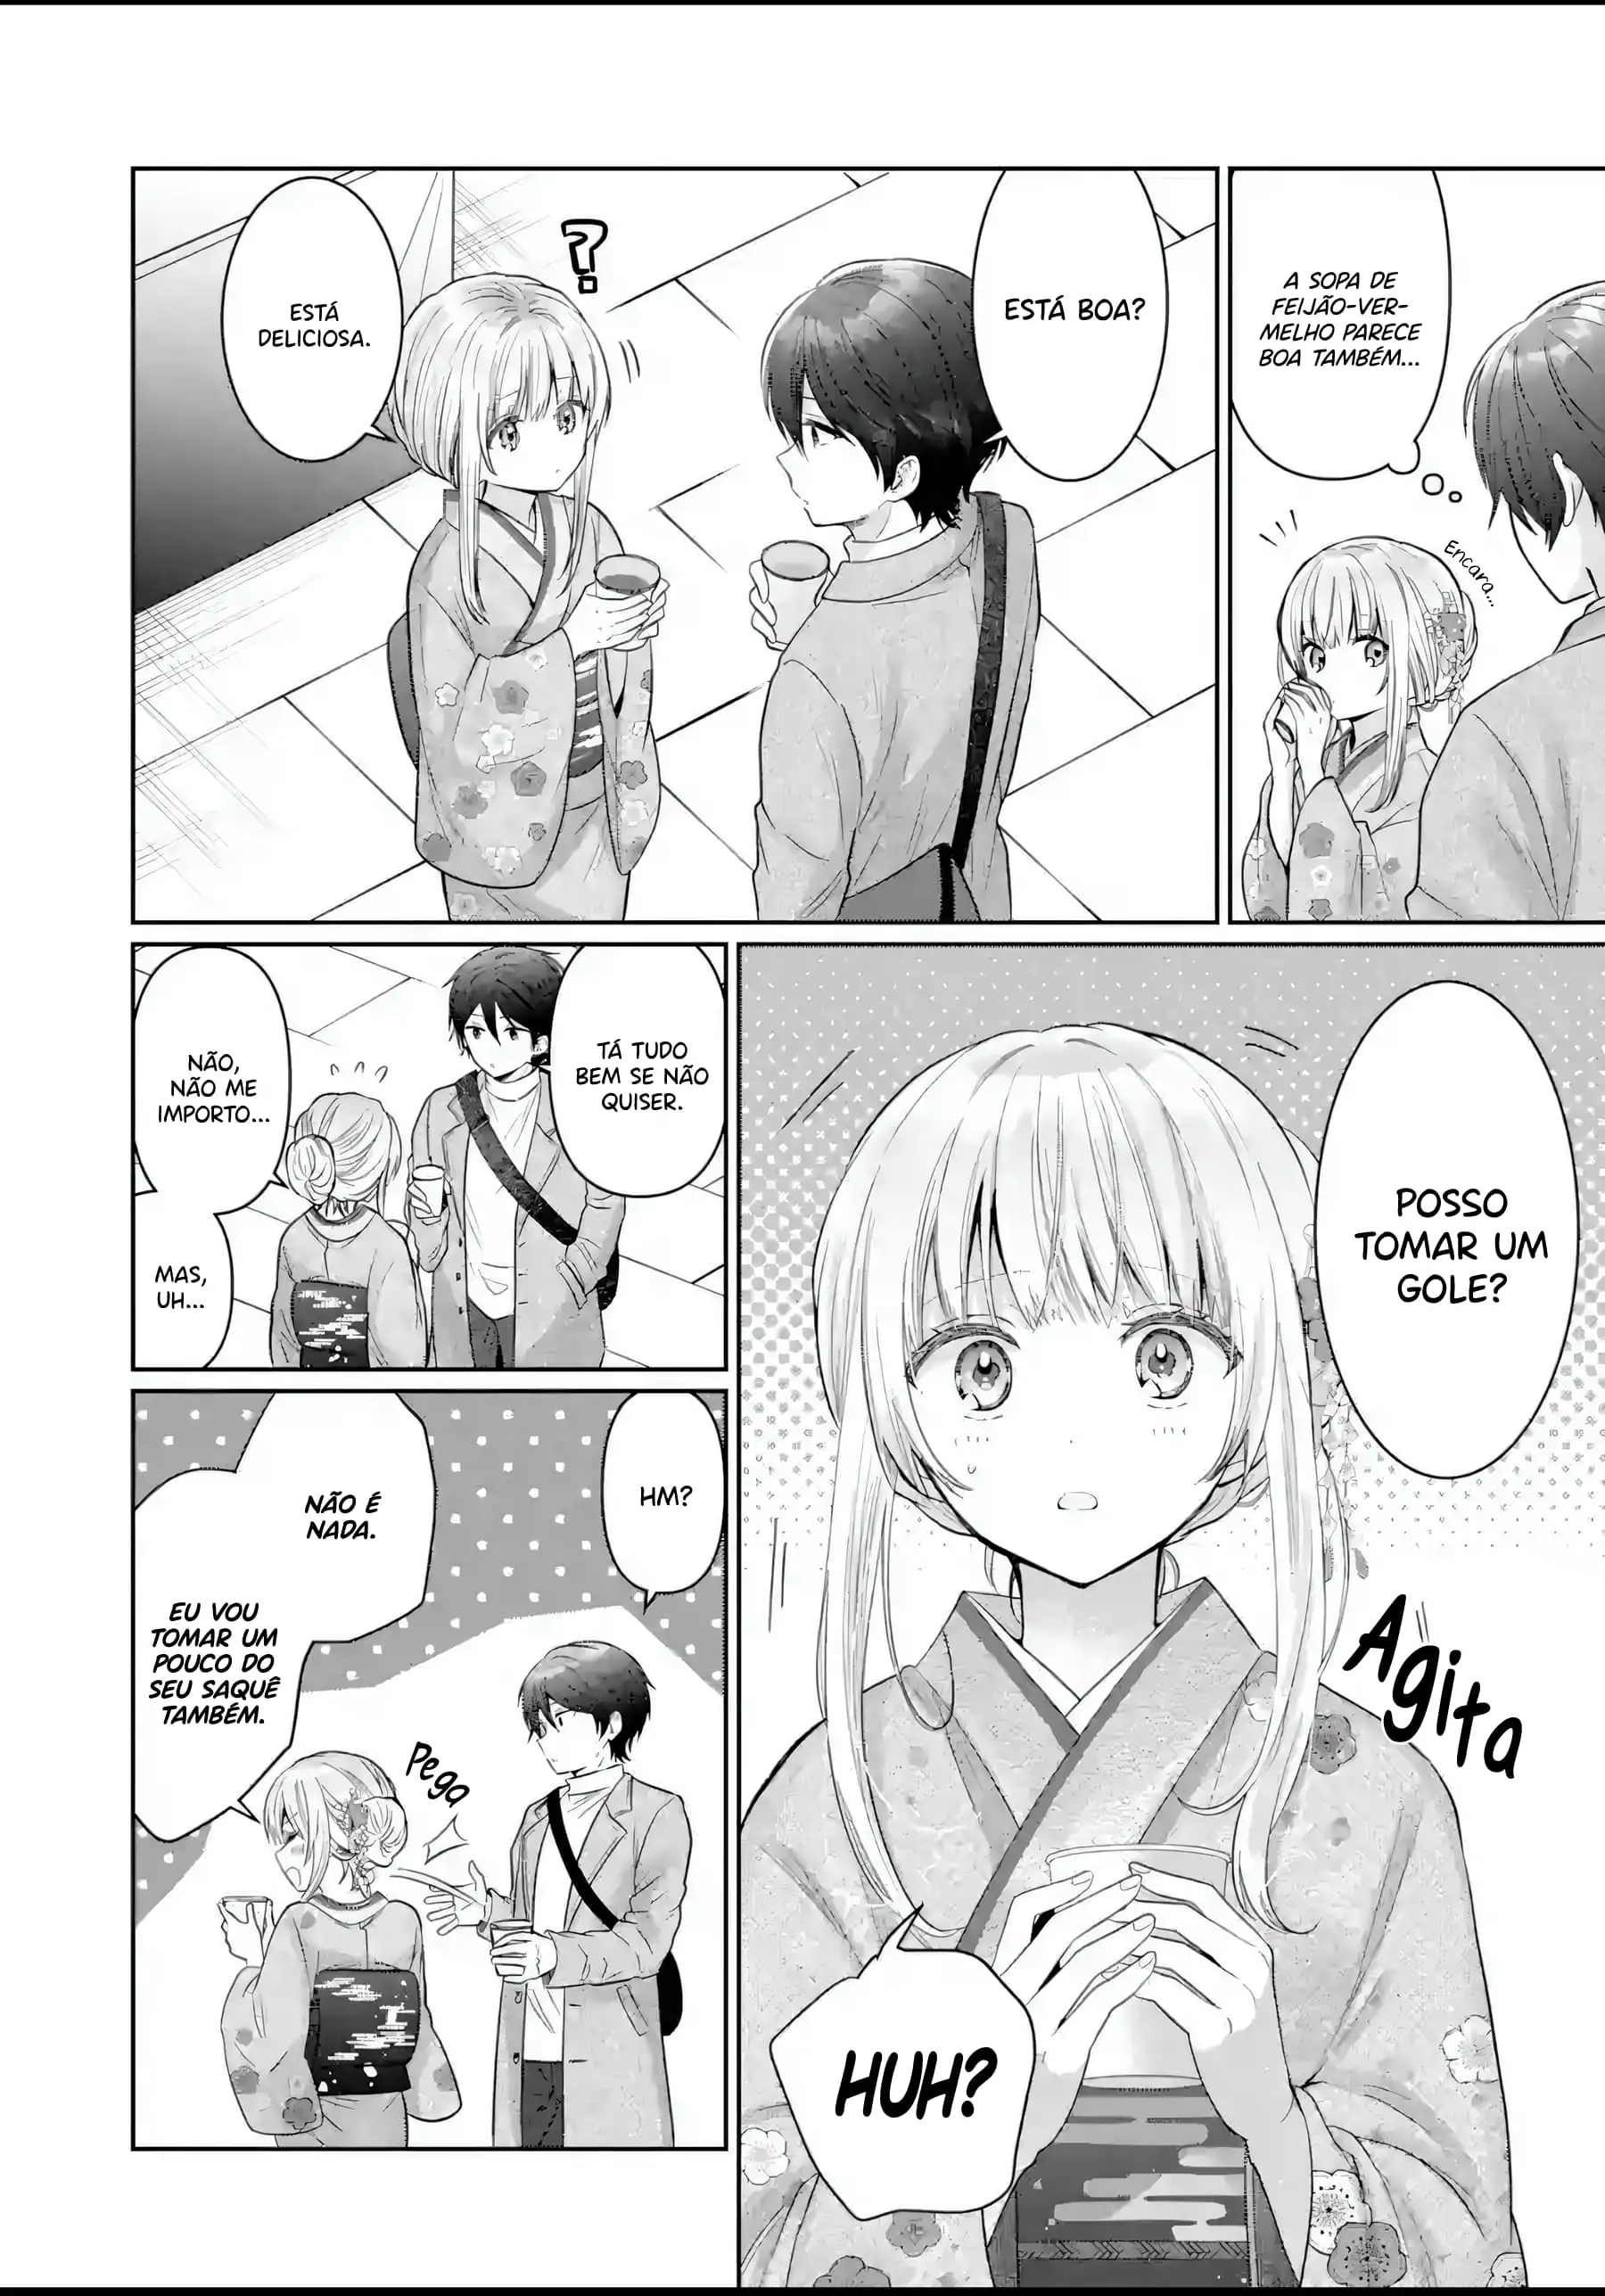 A SOPA DE
FEIJÃO-VER-
MELHO PARECE
BOA TAMBÉM...
Encara...
ESTÁ BOA?
?
ESTÁ
DELICIOSA.
POSSO
TOMAR UM
GOLE?
Agita
HUH?
TÁ TUDO
BEM SE NÃO
QUISER.
NÃO,
NÃO ME
IMPORTO...
MAS,
UH...
HM?
NÃO É
NADA.
EU VOU
TOMAR UM
POUCO DO
SEU SAQUÊ
TAMBÉM.
Pega